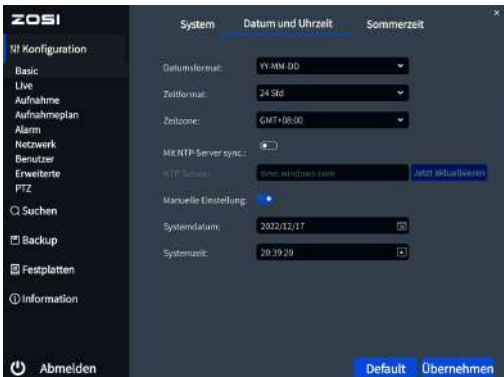 ZOSI
System
Datum und Uhrzeit
Sommerzeit
×
Konfiguration
Basic
Live
Aufnahme
Aufnahmeplan
Alarm
Netzwerk
Benutzer
Erweiterte
PTZ
Suchen
Backup
Festplatten
Information
Abmelden
Datumsformat:
YY-MM-DD
Zeitformat:
24 Std
Zeitzone:
GMT+08:00
Mit NTP-Server sync.:
NTP Server:
time.windows.com
Jetzt aktualisieren
Manuelle Einstellung:
Systemdatum:
2022/12/17
Systemzeit:
20:39:20
Default
Übernehmen